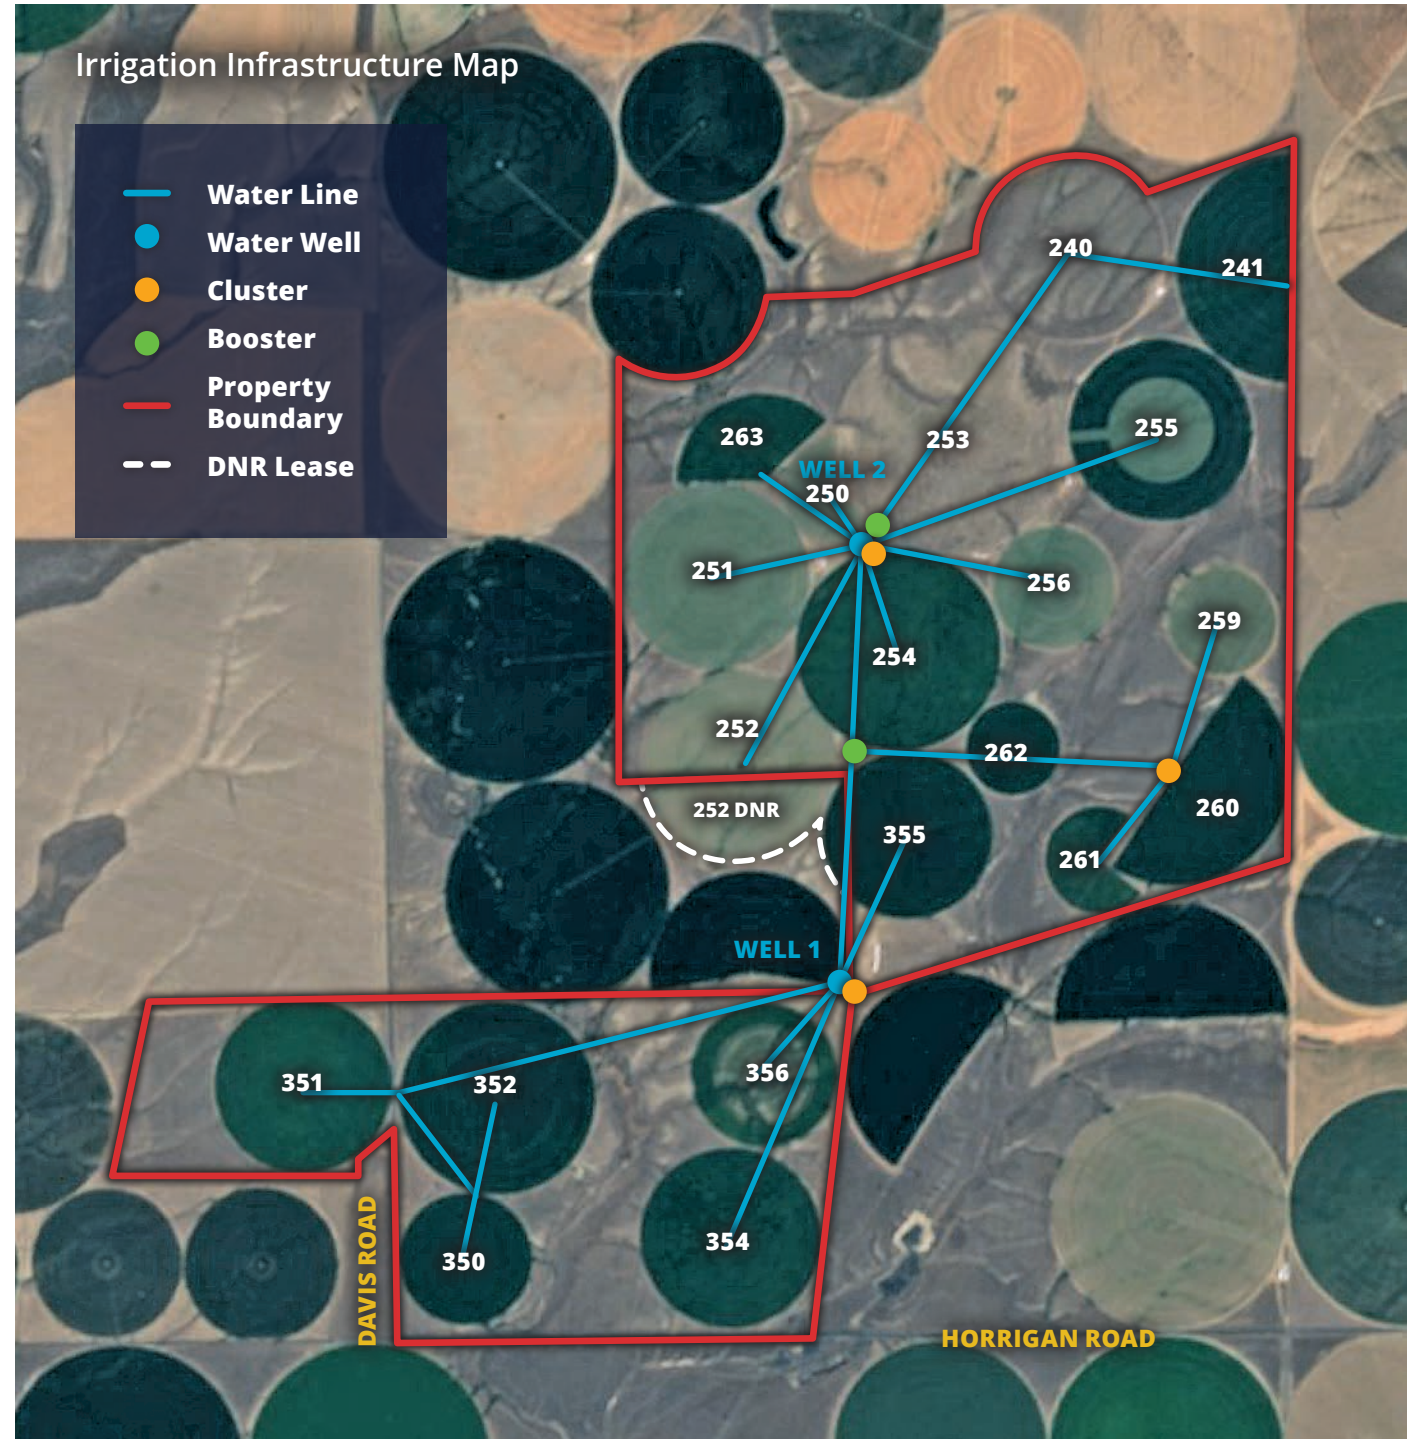 Irrigation Infrastructure Map
Water Line
Water Well
Cluster
Booster
Property
Boundary
DNR Lease
240
241
263
253
255
WELL 2
250
251
256
259
254
252
262
252 DNR
260
355
261
WELL 1
351
352
356
354
350
DAVIS ROAD
HORRIGAN ROAD